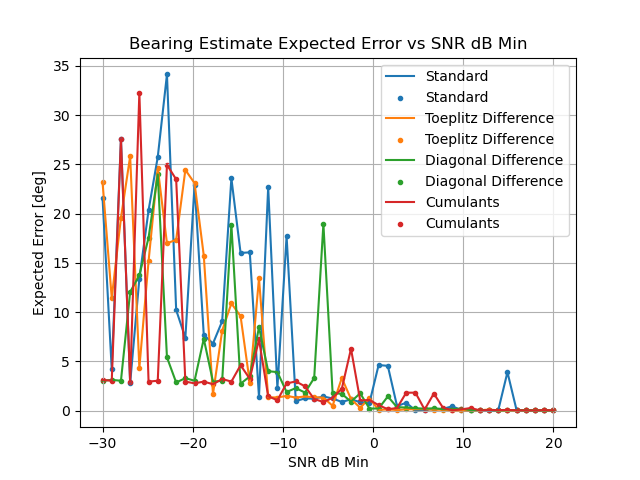 Bearing Estimate Expected Error vs SNR dB Min
35
30
25
20
15
10
5
0
Expected Error [deg]
Standard
Standard
Toeplitz Difference
Toeplitz Difference
Diagonal Difference
Diagonal Difference
Cumulants
Cumulants
−30 −20 −10 0 10 20
SNR dB Min